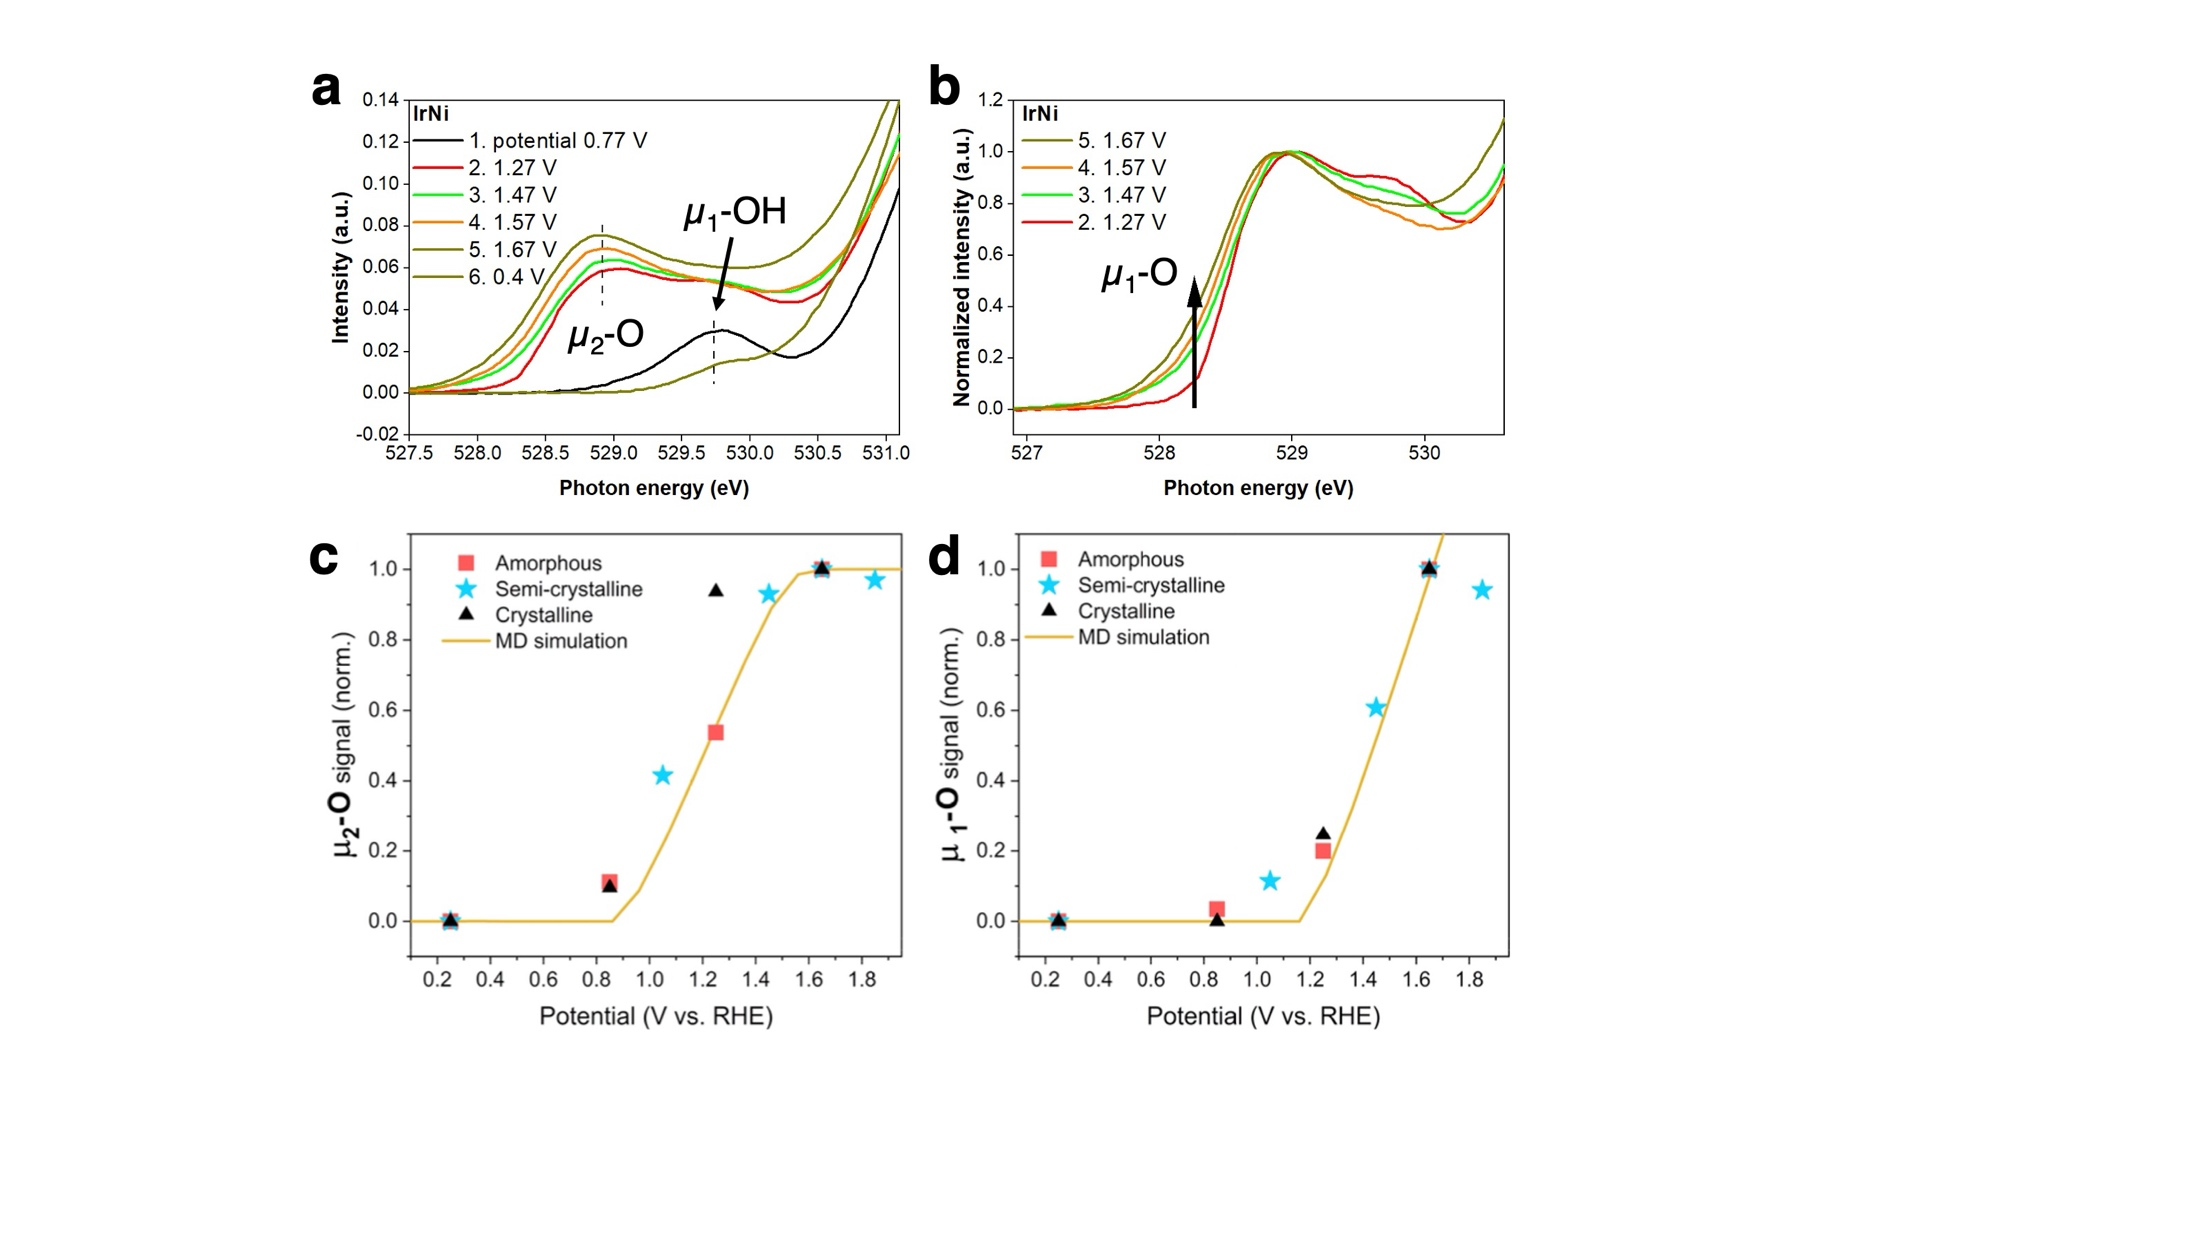 a
IrNi
1. potential 0.77 V
2. 1.27 V
3. 1.47 V
4. 1.57 V
5. 1.67 V
6. 0.4 V
μ1-OH
μ2-O
0.14
0.12
0.10
0.08
0.06
0.04
0.02
0.00
-0.02
Intensity (a.u.)
527.5 528.0 528.5 529.0 529.5 530.0 530.5 531.0
Photon energy (eV)
b
IrNi
5. 1.67 V
4. 1.57 V
3. 1.47 V
2. 1.27 V
μ1-O
1.2
1.0
0.8
0.6
0.4
0.2
0.0
Normalized intensity (a.u.)
527 528 529 530
Photon energy (eV)
c
Amorphous
Semi-crystalline
Crystalline
MD simulation
1.0
0.8
0.6
0.4
0.2
0.0
μ2-O signal (norm.)
0.2 0.4 0.6 0.8 1.0 1.2 1.4 1.6 1.8
Potential (V vs. RHE)
d
Amorphous
Semi-crystalline
Crystalline
MD simulation
1.0
0.8
0.6
0.4
0.2
0.0
μ 1-O signal (norm.)
0.2 0.4 0.6 0.8 1.0 1.2 1.4 1.6 1.8
Potential (V vs. RHE)